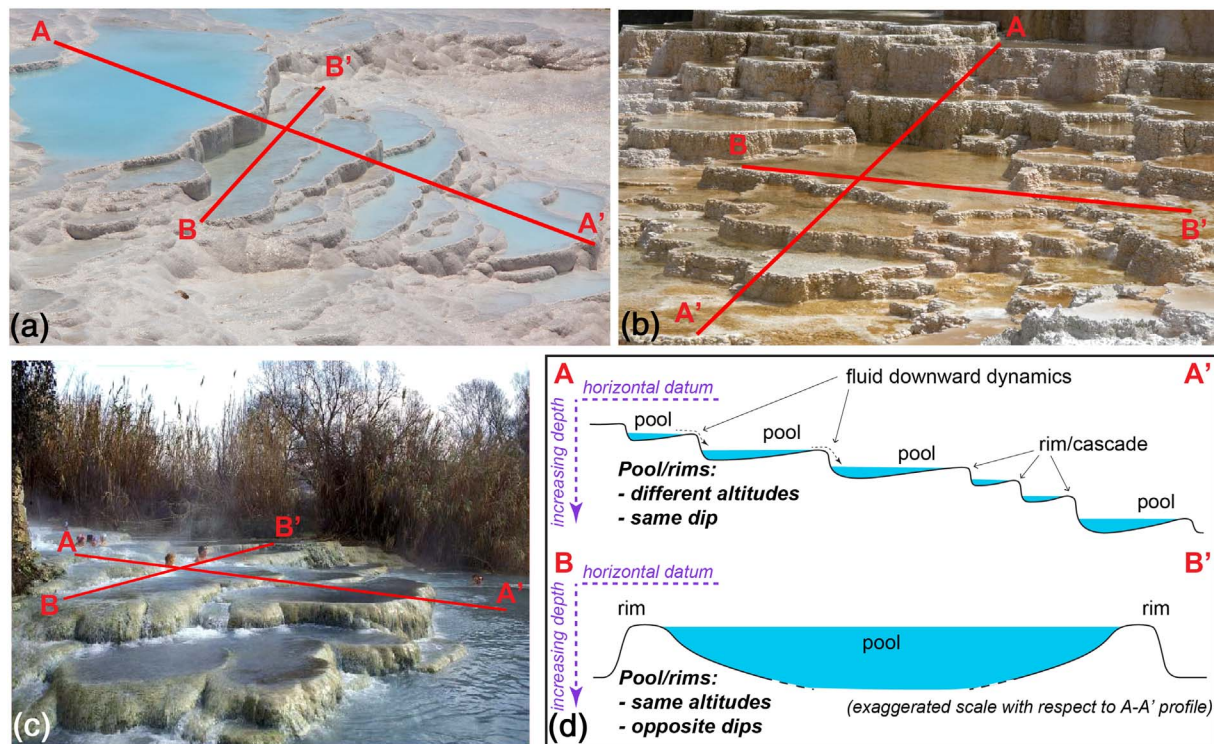 A
B'
B
A'
(a)
A
B
B'
A'
(b)
A
B'
B
A'
(c)
A
horizontal datum
fluid downward dynamics
A'
increasing depth
pool
pool
pool
rim/cascade
Pool/rims:
- different altitudes
- same dip
pool
B
horizontal datum
B'
increasing depth
rim
rim
pool
Pool/rims:
- same altitudes
- opposite dips
(exaggerated scale with respect to A-A' profile)
(d)